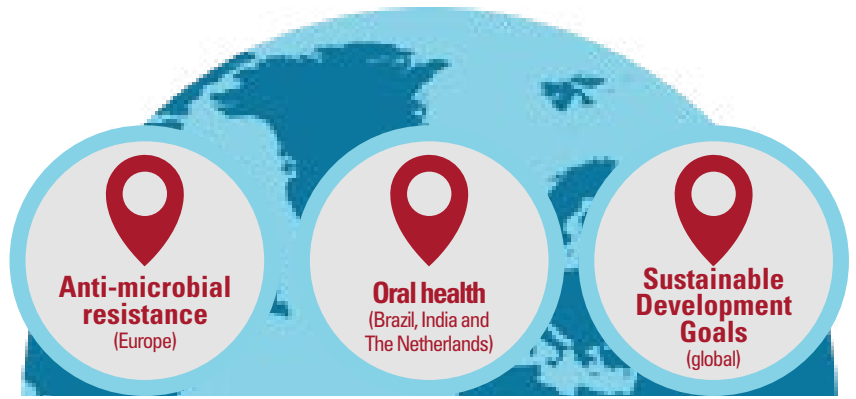 Anti-microbial
resistance
(Europe)
Oral health
(Brazil, India and
The Netherlands)
Sustainable
Development
Goals
(global)